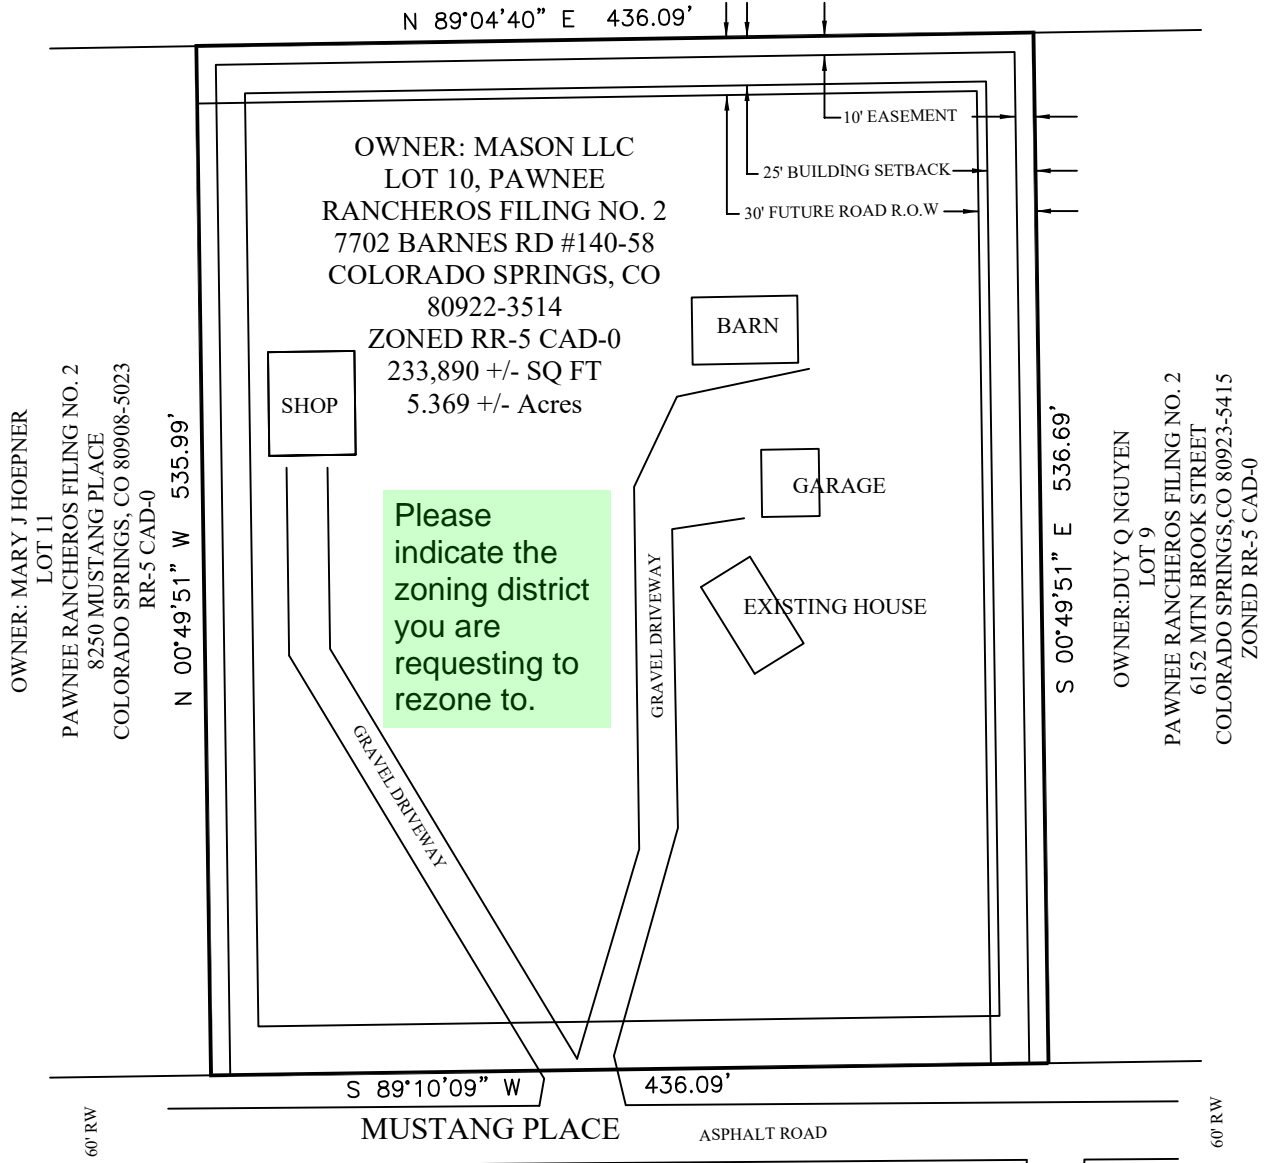 N 89°04'40" E 436.09'
10' EASEMENT
25' BUILDING SETBACK
30' FUTURE ROAD R.O.W
OWNER: MASON LLC
LOT 10, PAWNEE
RANCHEROS FILING NO. 2
7702 BARNES RD #140-58
COLORADO SPRINGS, CO
80922-3514
ZONED RR-5 CAD-0
233,890 +/- SQ FT
5.369 +/- Acres
BARN
SHOP
GARAGE
EXISTING HOUSE
Please
indicate the
zoning district
you are
requesting to
rezone to.
GRAVEL DRIVEWAY
GRAVEL DRIVEWAY
OWNER: MARY J HOEPNER
LOT 11
PAWNEE RANCHEROS FILING NO. 2
8250 MUSTANG PLACE
COLORADO SPRINGS, CO 80908-5023
RR-5 CAD-0
N 00°49'51" W 535.99'
S 00°49'51" E 536.69'
OWNER:DUY Q NGUYEN
LOT 9
PAWNEE RANCHEROS FILING NO. 2
6152 MTN BROOK STREET
COLORADO SPRINGS,CO 80923-5415
ZONED RR-5 CAD-0
S 89°10'09" W 436.09'
MUSTANG PLACE
ASPHALT ROAD
60' RW
60' RW